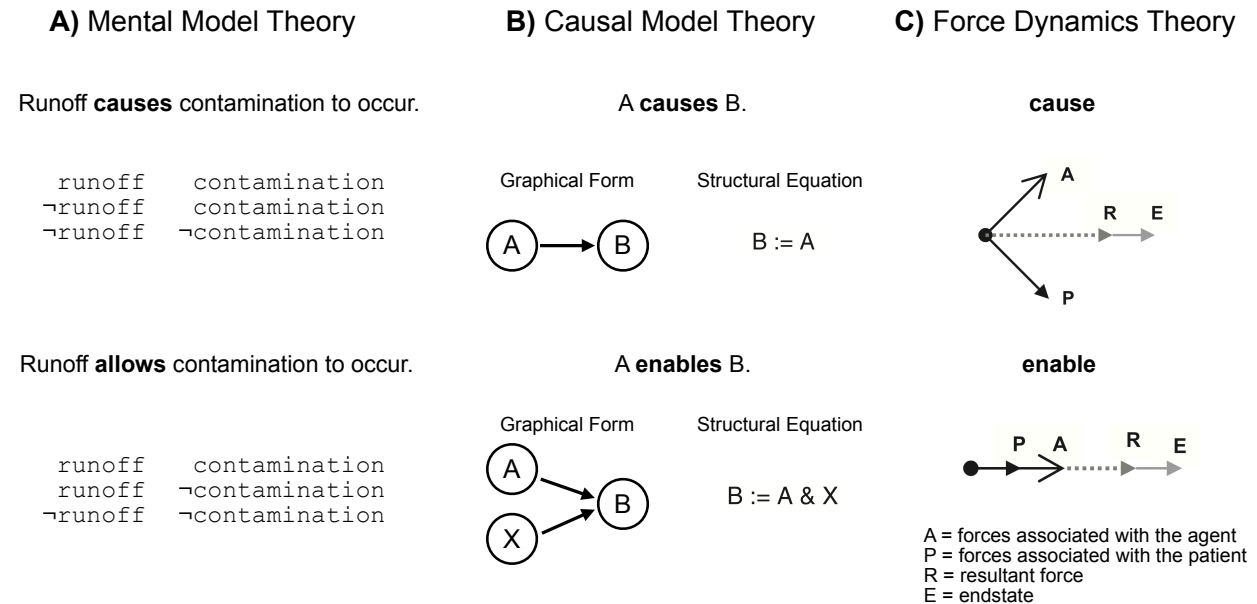 A) Mental Model Theory
Runoff causes contamination to occur.
runoff contamination
¬runoff contamination
¬runoff ¬contamination
Runoff allows contamination to occur.
runoff contamination
runoff ¬contamination
¬runoff ¬contamination
B) Causal Model Theory
A causes B.
Graphical Form Structural Equation
A B B := A
A enables B.
Graphical Form Structural Equation
A
B B := A & X
X
C) Force Dynamics Theory
cause
A
R E
P
enable
P A R E
A = forces associated with the agent
P = forces associated with the patient
R = resultant force
E = endstate